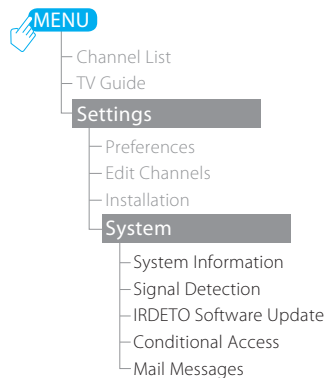 MENU
Channel List
TV Guide
Settings
Preferences
Edit Channels
Installation
System
System Information
Signal Detection
IRDETO Software Update
Conditional Access
Mail Messages